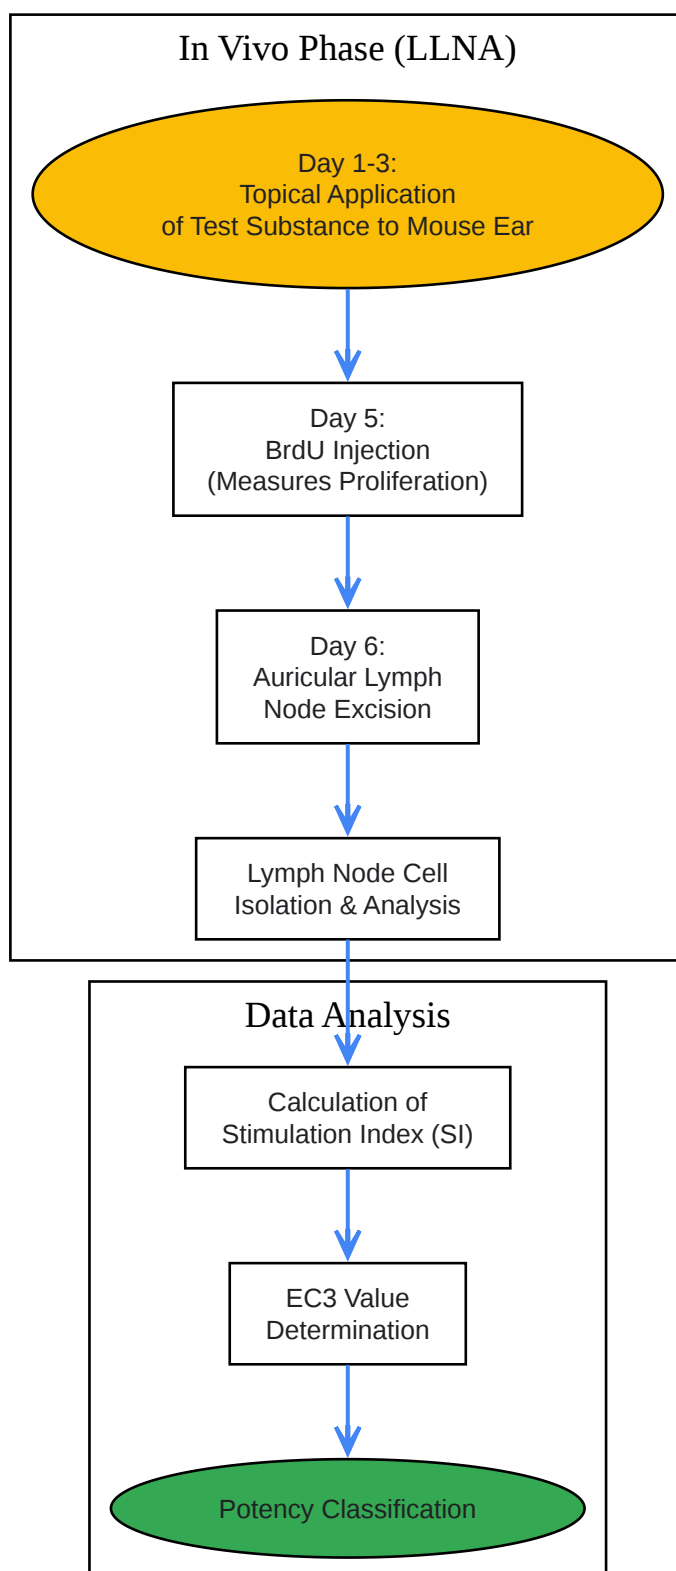 In Vivo Phase (LLNA)
Day 1-3:
Topical Application
of Test Substance to Mouse Ear
Day 5:
BrdU Injection
(Measures Proliferation)
Day 6:
Auricular Lymph
Node Excision
Lymph Node Cell
Isolation & Analysis
Data Analysis
Calculation of
Stimulation Index (SI)
EC3 Value
Determination
Potency Classification